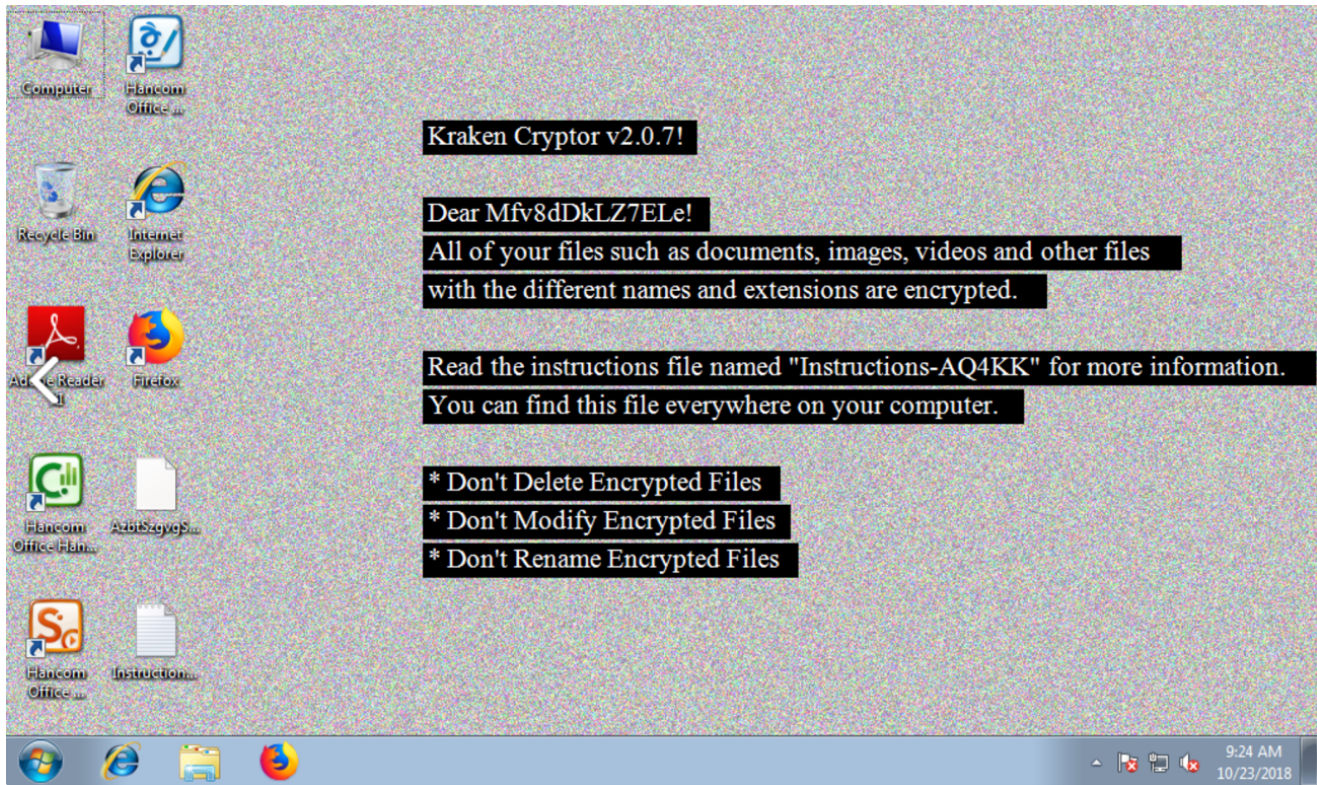 Computer
Hancom
Office ...
Recycle Bin
Internet
Explorer
Reader
Firefox
Hancom
Office Han...
Hancom
Office ...
Instruction...
Kraken Cryptor v2.0.7!
Dear Mfv8dDkLZ7ELe!
All of your files such as documents, images, videos and other files
with the different names and extensions are encrypted.
Read the instructions file named "Instructions-AQ4KK" for more information.
You can find this file everywhere on your computer.
* Don't Delete Encrypted Files
* Don't Modify Encrypted Files
* Don't Rename Encrypted Files
9:24 AM
10/23/2018